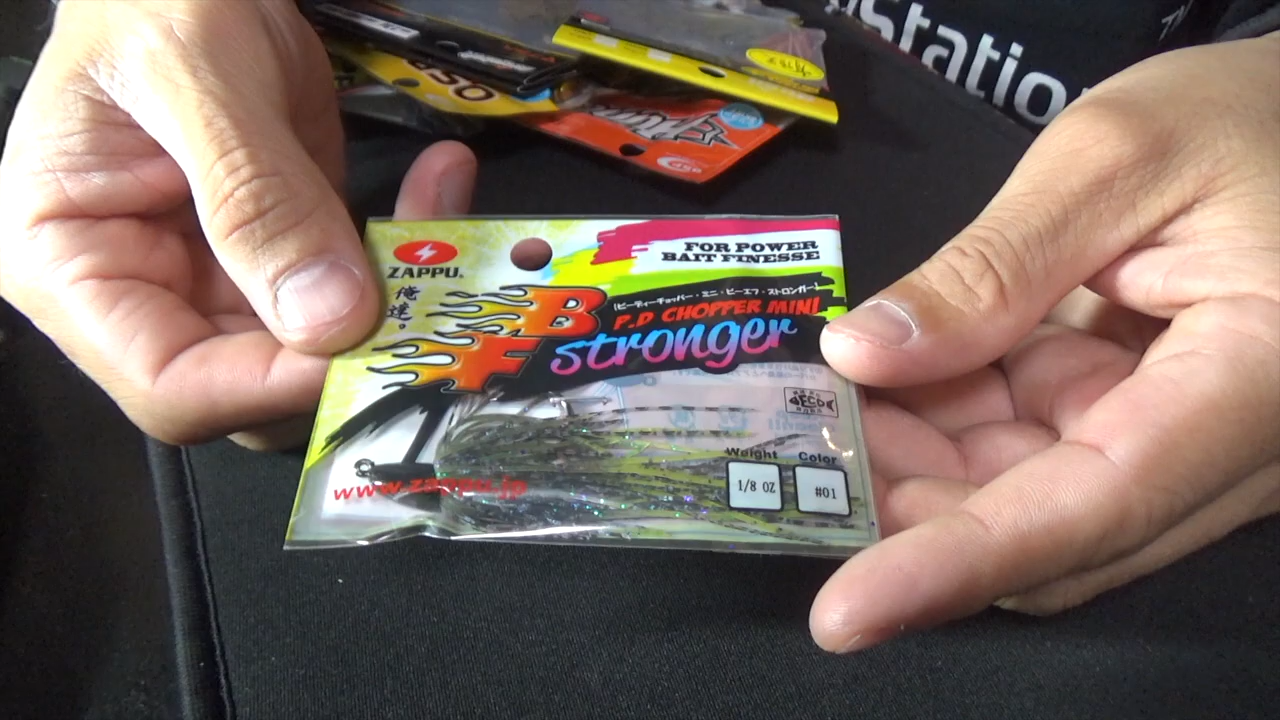 Station
OSP
FOR POWER
BAIT FINESSE
ZAPPU
俺達。
[ピーディーチョッパー・ミニ・ビーエフ・ストロンガー]
B
P.D CHOPPER MINI
F
stronger
ECO
Weight
Color
1/8 OZ
#01
www.zappu.jp